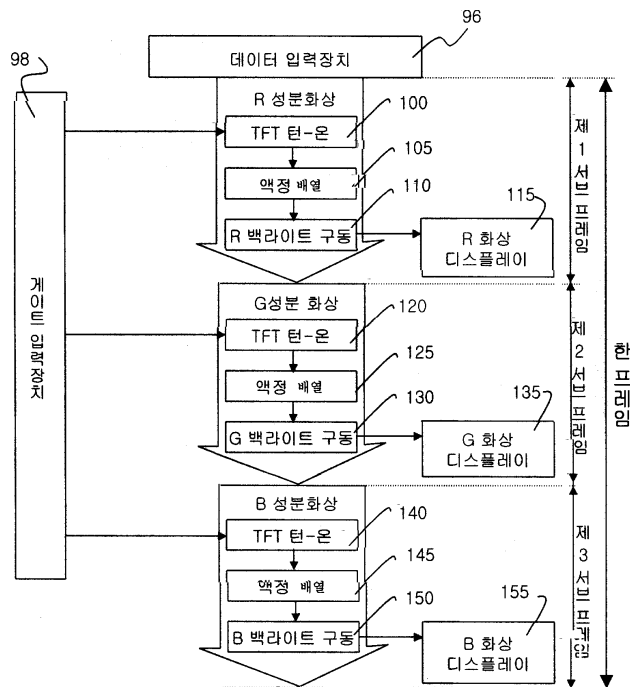 96
데이터 입력장치
98
R 성분화상
100
TFT 턴-온
105
액정 배열
110
R 백라이트 구동
115
R 화상
디스플레이
제1서브프레임
게이트 입력장치
G성분 화상
120
TFT 턴-온
125
액정 배열
130
G 백라이트 구동
135
G 화상
디스플레이
제2서브프레임
한 프레임
B 성분화상
140
TFT 턴-온
145
액정 배열
150
B 백라이트 구동
155
B 화상
디스플레이
제3서브프레임